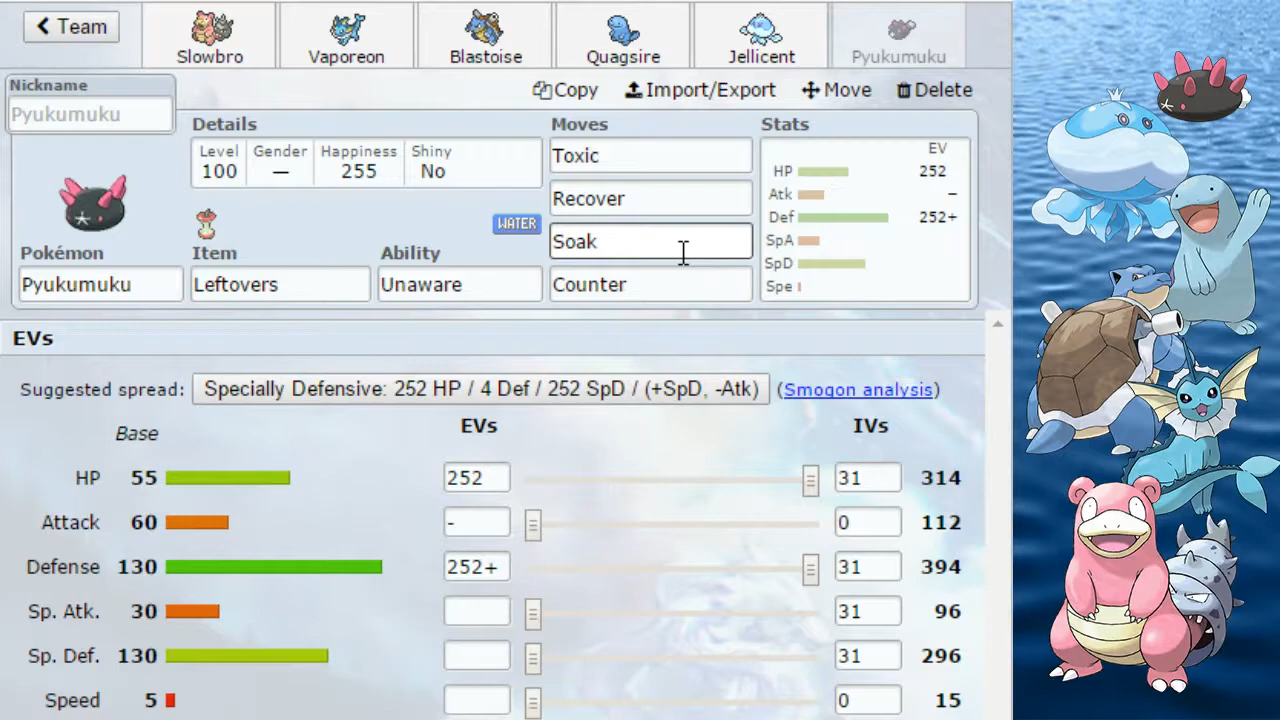 Team
Slowbro
Vaporeon
Blastoise
Quagsire
Jellicent
Pyukumuku
Nickname
Pyukumuku
Copy
Import/Export
Move
Delete
Details
Level
100
Gender
—
Happiness
255
Shiny
No
WATER
Pokémon
Pyukumuku
Item
Leftovers
Ability
Unaware
Moves
Toxic
Recover
Soak
Counter
Stats
EV
HP 252
Atk –
Def 252+
SpA
SpD
Spe
EVs
Suggested spread: Specially Defensive: 252 HP / 4 Def / 252 SpD / (+SpD, -Atk) (Smogon analysis)
Base EVs IVs
HP 55 252 31 314
Attack 60 - 0 112
Defense 130 252+ 31 394
Sp. Atk. 30 31 96
Sp. Def. 130 31 296
Speed 5 0 15